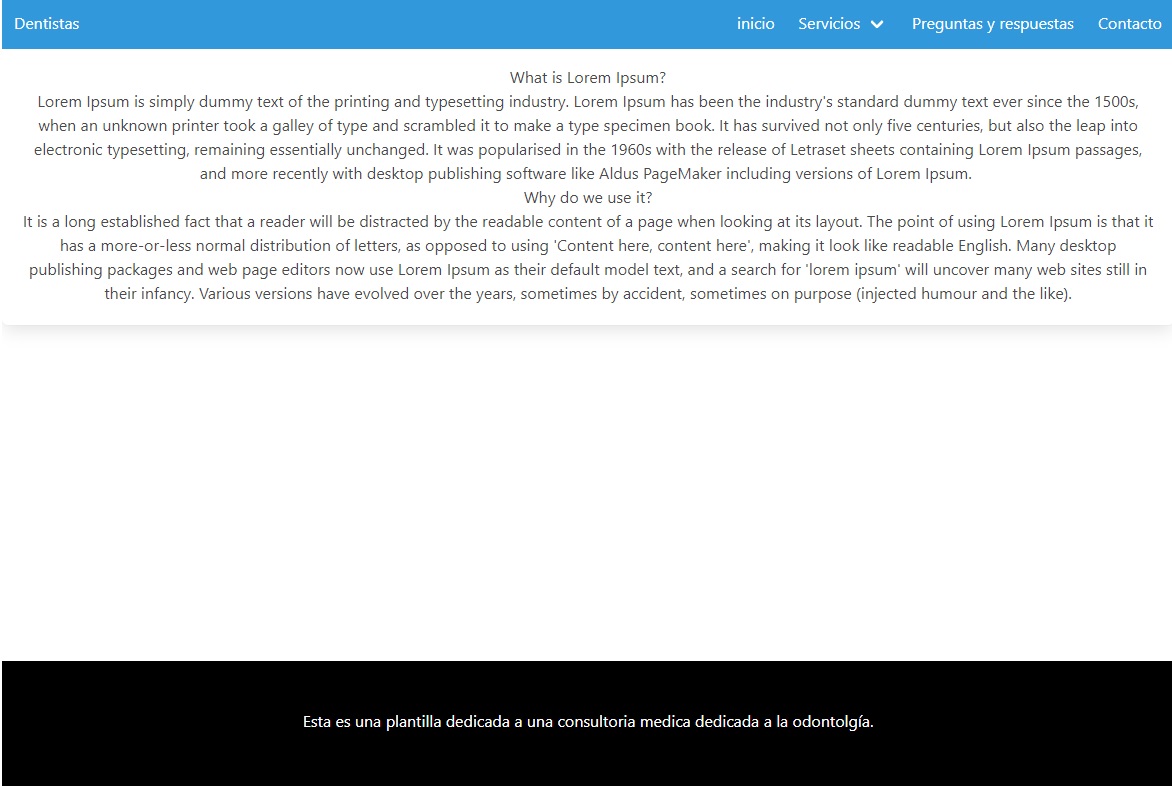 Dentistas
inicio
Servicios
Preguntas y respuestas
Contacto
What is Lorem Ipsum?
Lorem Ipsum is simply dummy text of the printing and typesetting industry. Lorem Ipsum has been the industry's standard dummy text ever since the 1500s,
when an unknown printer took a galley of type and scrambled it to make a type specimen book. It has survived not only five centuries, but also the leap into
electronic typesetting, remaining essentially unchanged. It was popularised in the 1960s with the release of Letraset sheets containing Lorem Ipsum passages,
and more recently with desktop publishing software like Aldus PageMaker including versions of Lorem Ipsum.
Why do we use it?
It is a long established fact that a reader will be distracted by the readable content of a page when looking at its layout. The point of using Lorem Ipsum is that it
has a more-or-less normal distribution of letters, as opposed to using 'Content here, content here', making it look like readable English. Many desktop
publishing packages and web page editors now use Lorem Ipsum as their default model text, and a search for 'lorem ipsum' will uncover many web sites still in
their infancy. Various versions have evolved over the years, sometimes by accident, sometimes on purpose (injected humour and the like).
Esta es una plantilla dedicada a una consultoria medica dedicada a la odontolgía.